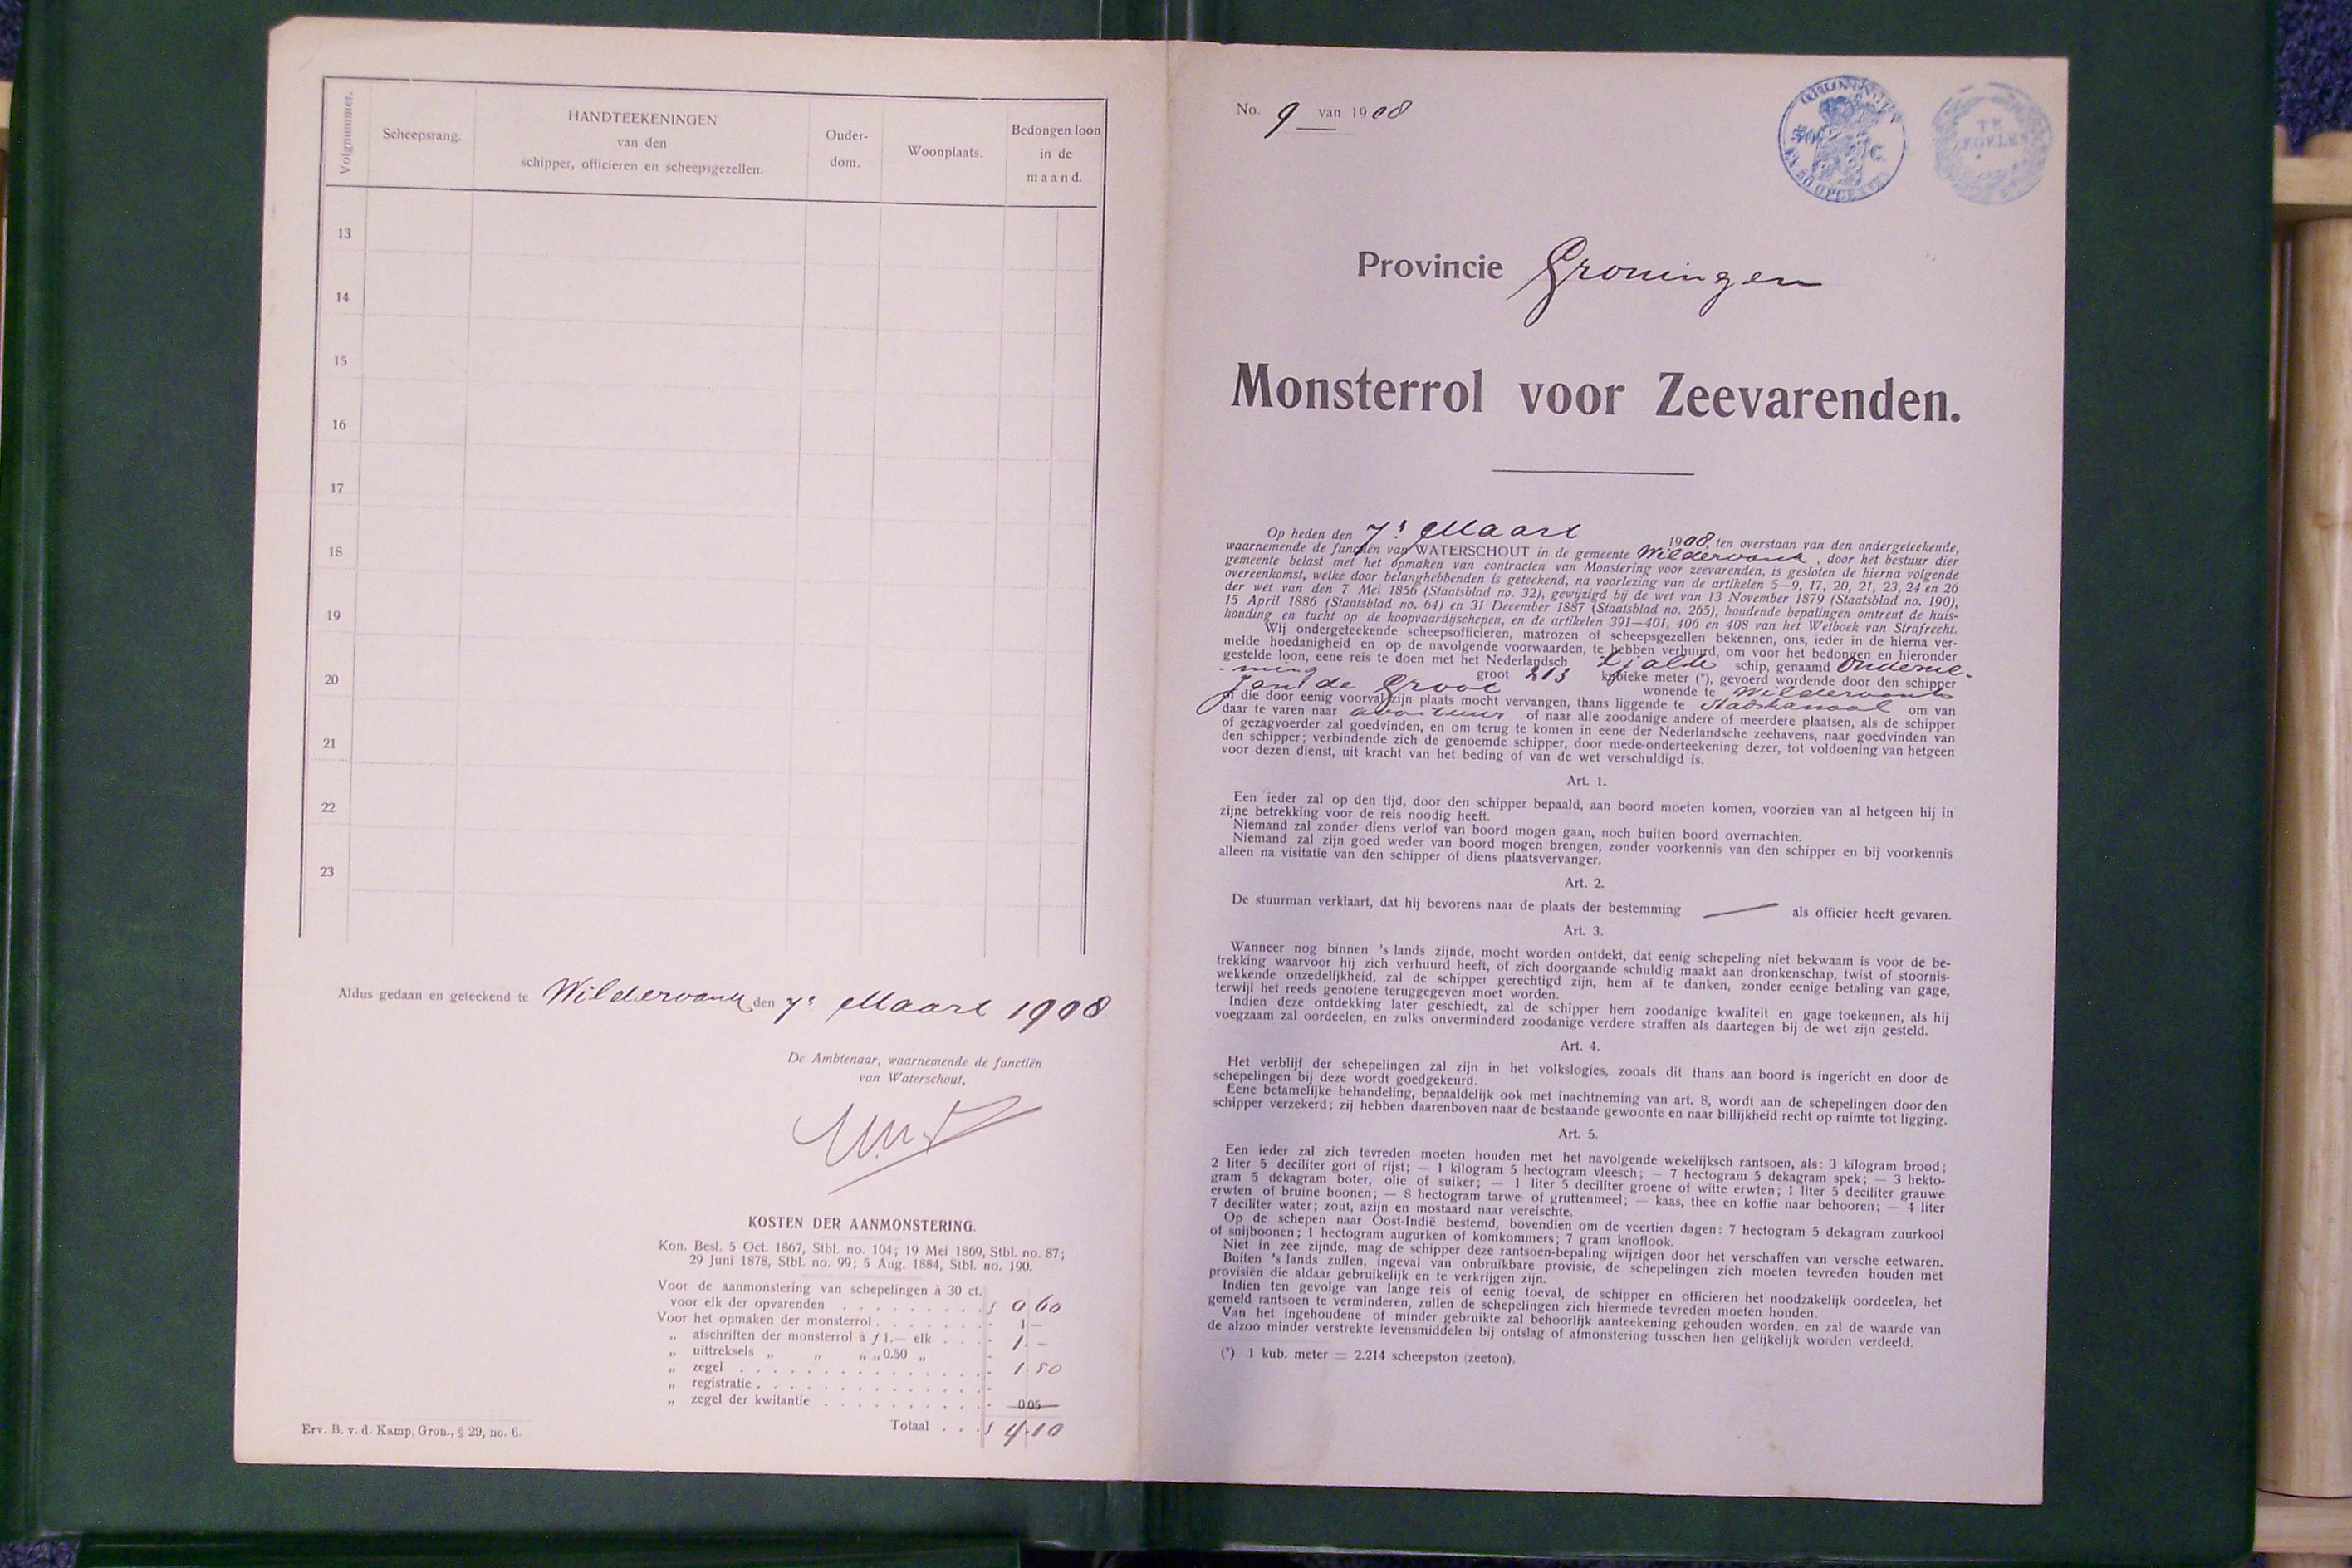 Volgnummer.
Scheepsrang.
HANDTEEKENINGEN
van den
schipper, officieren en scheepsgezellen.
Ouder-
dom.
Woonplaats.
Bedongen loon
in de
maand.
13
14
15
16
17
18
19
20
21
22
23
Aldus gedaan en geteekend te Wildervank den 7e Maart 1908
De Ambtenaar, waarnemende de functiën
van Waterschout,
KOSTEN DER AANMONSTERING.
Kon. Besl. 5 Oct. 1867, Stbl. no. 104; 19 Mei 1869, Stbl. no. 87;
29 Juni 1878, Stbl. no. 99; 5 Aug. 1884, Stbl. no. 190.
Voor de aanmonstering van schepelingen à 30 ct.
voor elk der opvarenden . . . . . . . . . f 0 60
Voor het opmaken der monsterrol . . . . . . . - 1 —
„ afschriften der monsterrol à f 1.— elk . . . . - 1. –
„ uittreksels „ „ „ „ 0.50 „ -
„ zegel . . . . . . . . . . . . . . - 1.50
„ registratie . . . . . . . . . . . . . . -
„ zegel der kwitantie . . . . . . . . . . - 0.05
Totaal . . . f 4.10
Erv. B. v. d. Kamp, Gron., § 29, no. 6.
No. 9 van 1908
TE
ZEGELEN
Provincie Groningen
Monsterrol voor Zeevarenden.
Op heden den 7e Maart 1908, ten overstaan van den ondergeteekende,
waarnemende de functiën van WATERSCHOUT in de gemeente Wildervank, door het bestuur dier
gemeente belast met het opmaken van contracten van Monstering voor zeevarenden, is gesloten de hierna volgende
overeenkomst, welke door belanghebbenden is geteekend, na voorlezing van de artikelen 5—9, 17, 20, 21, 23, 24 en 26
der wet van den 7 Mei 1856 (Staatsblad no. 32), gewijzigd bij de wet van 13 November 1879 (Staatsblad no. 190),
15 April 1886 (Staatsblad no. 64) en 31 December 1887 (Staatsblad no. 265), houdende bepalingen omtrent de huis-
houding en tucht op de koopvaardijschepen, en de artikelen 391—401, 406 en 408 van het Wetboek van Strafrecht.
Wij ondergeteekende scheepsofficieren, matrozen of scheepsgezellen bekennen, ons, ieder in de hierna ver-
melde hoedanigheid en op de navolgende voorwaarden, te hebben verhuurd, om voor het bedongen en hieronder
gestelde loon, eene reis te doen met het Nederlandsch tjalk schip, genaamd Onderne-
ming groot 213 kubieke meter (*), gevoerd wordende door den schipper
Jan de Groot wonende te Wildervank
of die door eenig voorval zijn plaats mocht vervangen, thans liggende te Stadskanaal om van
daar te varen naar avontuur of naar alle zoodanige andere of meerdere plaatsen, als de schipper
of gezagvoerder zal goedvinden, en om terug te komen in eene der Nederlandsche zeehavens, naar goedvinden van
den schipper; verbindende zich de genoemde schipper, door mede-onderteekening dezer, tot voldoening van hetgeen
voor dezen dienst, uit kracht van het beding of van de wet verschuldigd is.
Art. 1.
Een ieder zal op den tijd, door den schipper bepaald, aan boord moeten komen, voorzien van al hetgeen hij in
zijne betrekking voor de reis noodig heeft.
Niemand zal zonder diens verlof van boord mogen gaan, noch buiten boord overnachten.
Niemand zal zijn goed weder van boord mogen brengen, zonder voorkennis van den schipper en bij voorkennis
alleen na visitatie van den schipper of diens plaatsvervanger.
Art. 2.
De stuurman verklaart, dat hij bevorens naar de plaats der bestemming — als officier heeft gevaren.
Art. 3.
Wanneer nog binnen 's lands zijnde, mocht worden ontdekt, dat eenig schepeling niet bekwaam is voor de be-
trekking waarvoor hij zich verhuurd heeft, of zich doorgaande schuldig maakt aan dronkenschap, twist of stoornis-
wekkende onzedelijkheid, zal de schipper gerechtigd zijn, hem af te danken, zonder eenige betaling van gage,
terwijl het reeds genotene teruggegeven moet worden.
Indien deze ontdekking later geschiedt, zal de schipper hem zoodanige kwaliteit en gage toekennen, als hij
voegzaam zal oordeelen, en zulks onverminderd zoodanige verdere straffen als daartegen bij de wet zijn gesteld.
Art. 4.
Het verblijf der schepelingen zal zijn in het volkslogies, zooals dit thans aan boord is ingericht en door de
schepelingen bij deze wordt goedgekeurd.
Eene betamelijke behandeling, bepaaldelijk ook met inachtneming van art. 8, wordt aan de schepelingen door den
schipper verzekerd; zij hebben daarenboven naar de bestaande gewoonte en naar billijkheid recht op ruimte tot ligging.
Art. 5.
Een ieder zal zich tevreden moeten houden met het navolgende wekelijksch rantsoen, als: 3 kilogram brood;
2 liter 5 deciliter gort of rijst; — 1 kilogram 5 hectogram vleesch; — 7 hectogram 5 dekagram spek; — 3 hekto-
gram 5 dekagram boter, olie of suiker; — 1 liter 5 deciliter groene of witte erwten; 1 liter 5 deciliter grauwe
erwten of bruine boonen; — 8 hectogram tarwe- of gruttenmeel; — kaas, thee en koffie naar behooren; — 4 liter
7 deciliter water; zout, azijn en mostaard naar vereischte.
Op de schepen naar Oost-Indië bestemd, bovendien om de veertien dagen: 7 hectogram 5 dekagram zuurkool
of snijboonen; 1 hectogram augurken of komkommers; 7 gram knoflook.
Niet in zee zijnde, mag de schipper deze rantsoen-bepaling wijzigen door het verschaffen van versche eetwaren.
Buiten 's lands zullen, ingeval van onbruikbare provisie, de schepelingen zich moeten tevreden houden met
provisiën die aldaar gebruikelijk en te verkrijgen zijn.
Indien ten gevolge van lange reis of eenig toeval, de schipper en officieren het noodzakelijk oordeelen, het
gemeld rantsoen te verminderen, zullen de schepelingen zich hiermede tevreden moeten houden.
Van het ingehoudene of minder gebruikte zal behoorlijk aanteekening gehouden worden, en zal de waarde van
de alzoo minder verstrekte levensmiddelen bij ontslag of afmonstering tusschen hen gelijkelijk worden verdeeld.
(*) 1 kub. meter = 2.214 scheepston (zeeton).